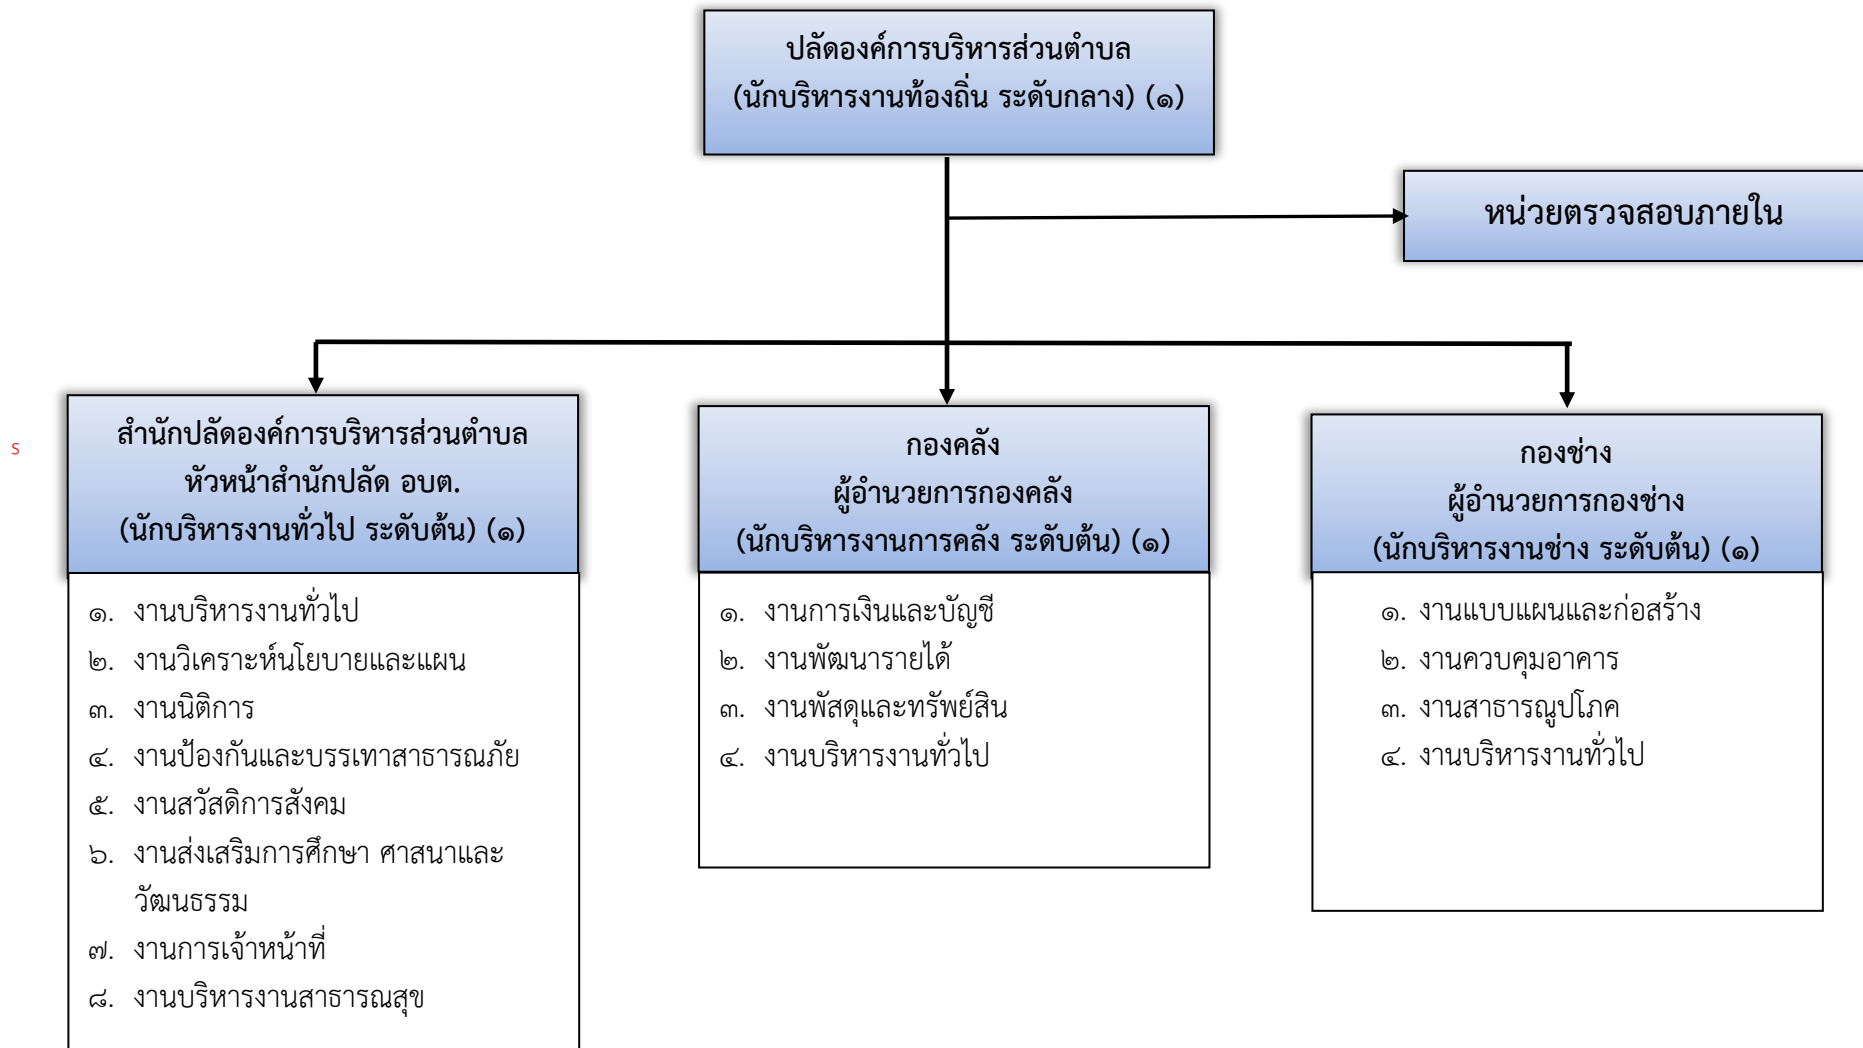 ปลัดองค์การบริหารส่วนตำบล
(นักบริหารงานท้องถิ่น ระดับกลาง) (๑)
หน่วยตรวจสอบภายใน
S
สำนักปลัดองค์การบริหารส่วนตำบล
หัวหน้าสำนักปลัด อบต.
(นักบริหารงานทั่วไป ระดับต้น) (๑)
๑. งานบริหารงานทั่วไป
๒. งานวิเคราะห์นโยบายและแผน
๓. งานนิติการ
๔. งานป้องกันและบรรเทาสาธารณภัย
๕. งานสวัสดิการสังคม
๖. งานส่งเสริมการศึกษา ศาสนาและ
วัฒนธรรม
๗. งานการเจ้าหน้าที่
๘. งานบริหารงานสาธารณสุข
กองคลัง
ผู้อำนวยการกองคลัง
(นักบริหารงานการคลัง ระดับต้น) (๑)
๑. งานการเงินและบัญชี
๒. งานพัฒนารายได้
๓. งานพัสดุและทรัพย์สิน
๔. งานบริหารงานทั่วไป
กองช่าง
ผู้อำนวยการกองช่าง
(นักบริหารงานช่าง ระดับต้น) (๑)
๑. งานแบบแผนและก่อสร้าง
๒. งานควบคุมอาคาร
๓. งานสาธารณูปโภค
๔. งานบริหารงานทั่วไป